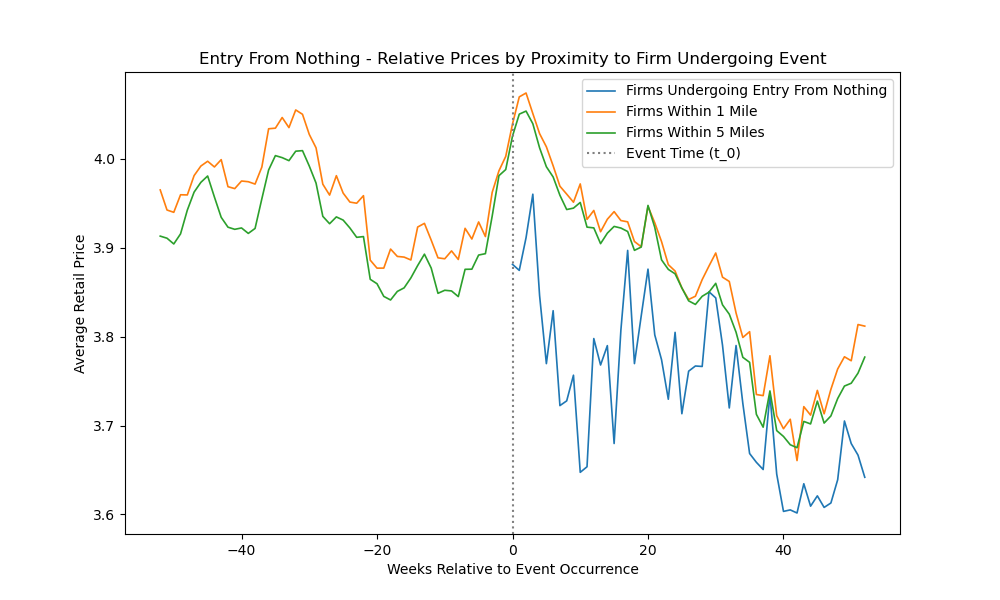 Entry From Nothing - Relative Prices by Proximity to Firm Undergoing Event
Firms Undergoing Entry From Nothing
Firms Within 1 Mile
Firms Within 5 Miles
Event Time (t_0)
Average Retail Price
4.0
3.9
3.8
3.7
3.6
−40
−20
0
20
40
Weeks Relative to Event Occurrence